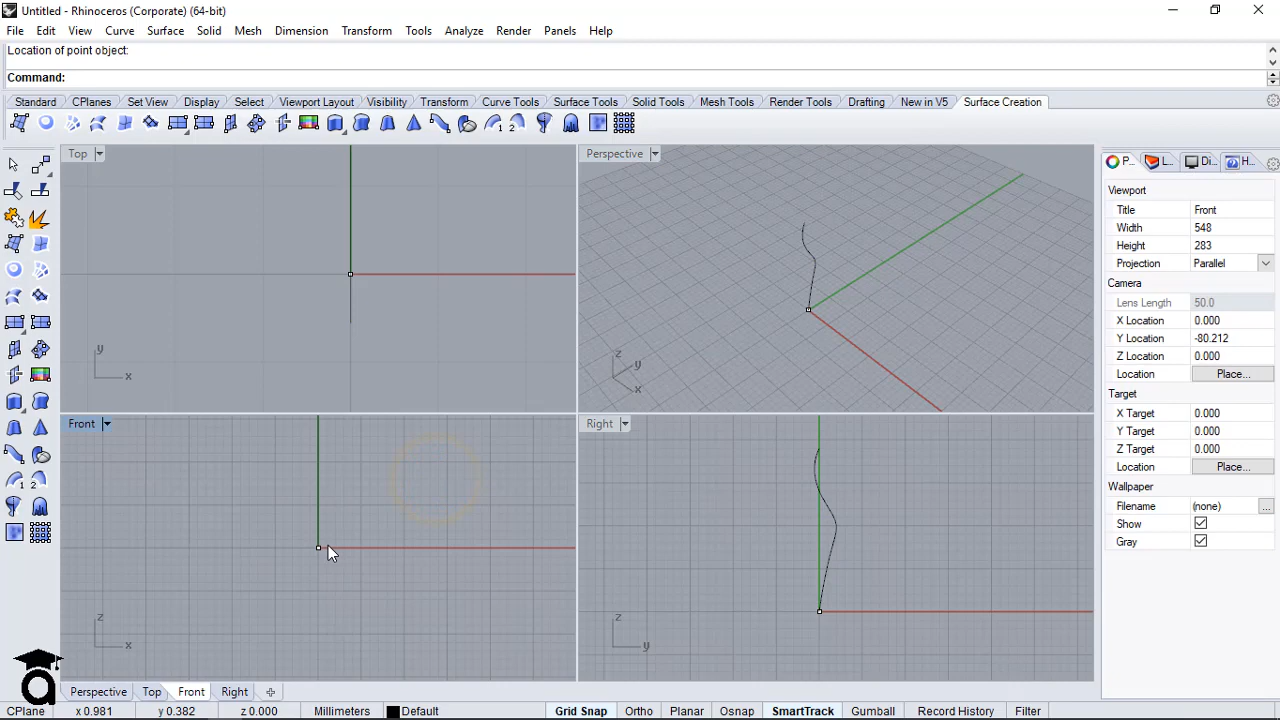 Untitled - Rhinoceros (Corporate) (64-bit)
File Edit View Curve Surface Solid Mesh Dimension Transform Tools Analyze Render Panels Help
Location of point object:
Command:
Standard CPlanes Set View Display Select Viewport Layout Visibility Transform Curve Tools Surface Tools Solid Tools Mesh Tools Render Tools Drafting New in V5 Surface Creation
Top
y
x
Perspective
z
y
x
Front
z
x
Right
z
y
P... L... Di... H...
Viewport
Title Front
Width 548
Height 283
Projection Parallel
Camera
Lens Length 50.0
X Location 0.000
Y Location -80.212
Z Location 0.000
Location Place...
Target
X Target 0.000
Y Target 0.000
Z Target 0.000
Location Place...
Wallpaper
Filename (none) ...
Show
Gray
Perspective Top Front Right
CPlane x 0.981 y 0.382 z 0.000 Millimeters Default Grid Snap Ortho Planar Osnap SmartTrack Gumball Record History Filter